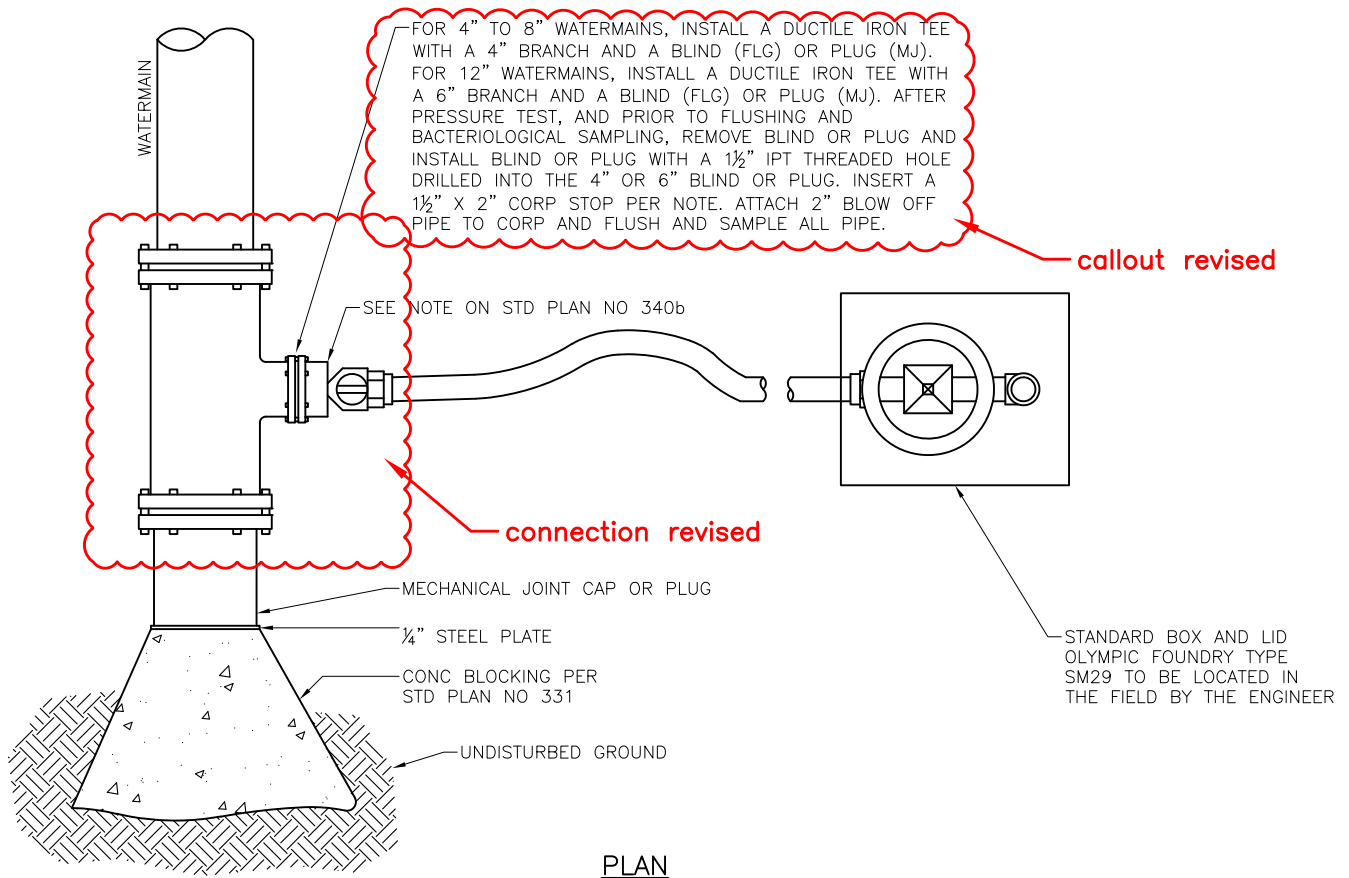 FOR 4” TO 8” WATERMAINS, INSTALL A DUCTILE IRON TEE
WITH A 4” BRANCH AND A BLIND (FLG) OR PLUG (MJ).
FOR 12” WATERMAINS, INSTALL A DUCTILE IRON TEE WITH
A 6” BRANCH AND A BLIND (FLG) OR PLUG (MJ). AFTER
PRESSURE TEST, AND PRIOR TO FLUSHING AND
BACTERIOLOGICAL SAMPLING, REMOVE BLIND OR PLUG AND
INSTALL BLIND OR PLUG WITH A 1½” IPT THREADED HOLE
DRILLED INTO THE 4” OR 6” BLIND OR PLUG. INSERT A
1½” X 2” CORP STOP PER NOTE. ATTACH 2” BLOW OFF
PIPE TO CORP AND FLUSH AND SAMPLE ALL PIPE.
WATERMAIN
callout revised
SEE NOTE ON STD PLAN NO 340b
connection revised
MECHANICAL JOINT CAP OR PLUG
¼” STEEL PLATE
CONC BLOCKING PER
STD PLAN NO 331
UNDISTURBED GROUND
STANDARD BOX AND LID
OLYMPIC FOUNDRY TYPE
SM29 TO BE LOCATED IN
THE FIELD BY THE ENGINEER
PLAN